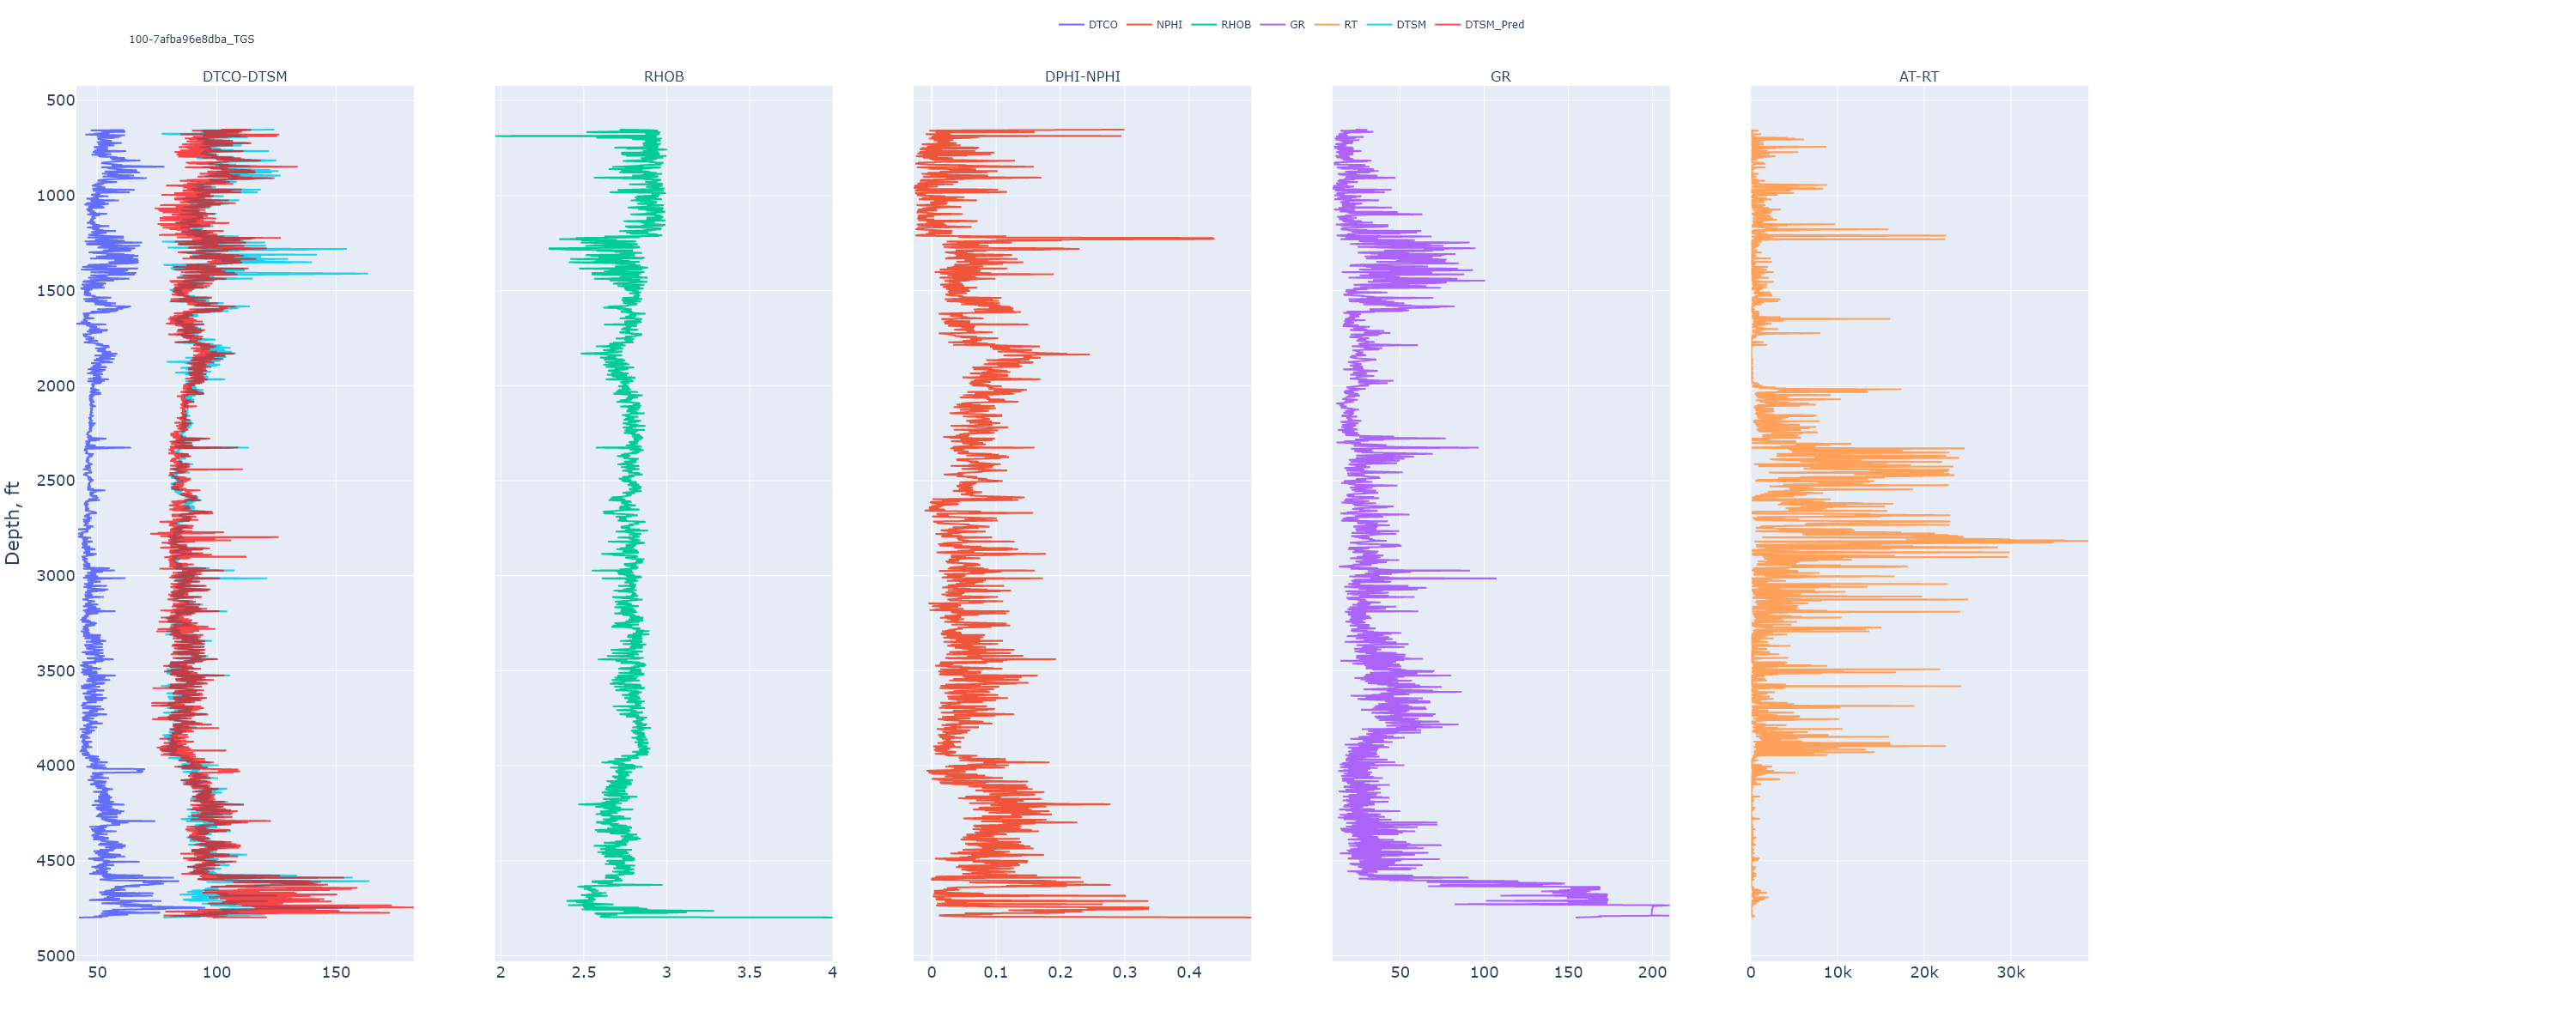 DTCO NPHI RHOB GR RT DTSM DTSM_Pred
100-7afba96e8dba_TGS
DTCO-DTSM RHOB DPHI-NPHI GR AT-RT
500
1000
1500
2000
2500
3000
3500
4000
4500
5000
Depth, ft
50 100 150 2 2.5 3 3.5 4 0 0.1 0.2 0.3 0.4 50 100 150 200 0 10k 20k 30k